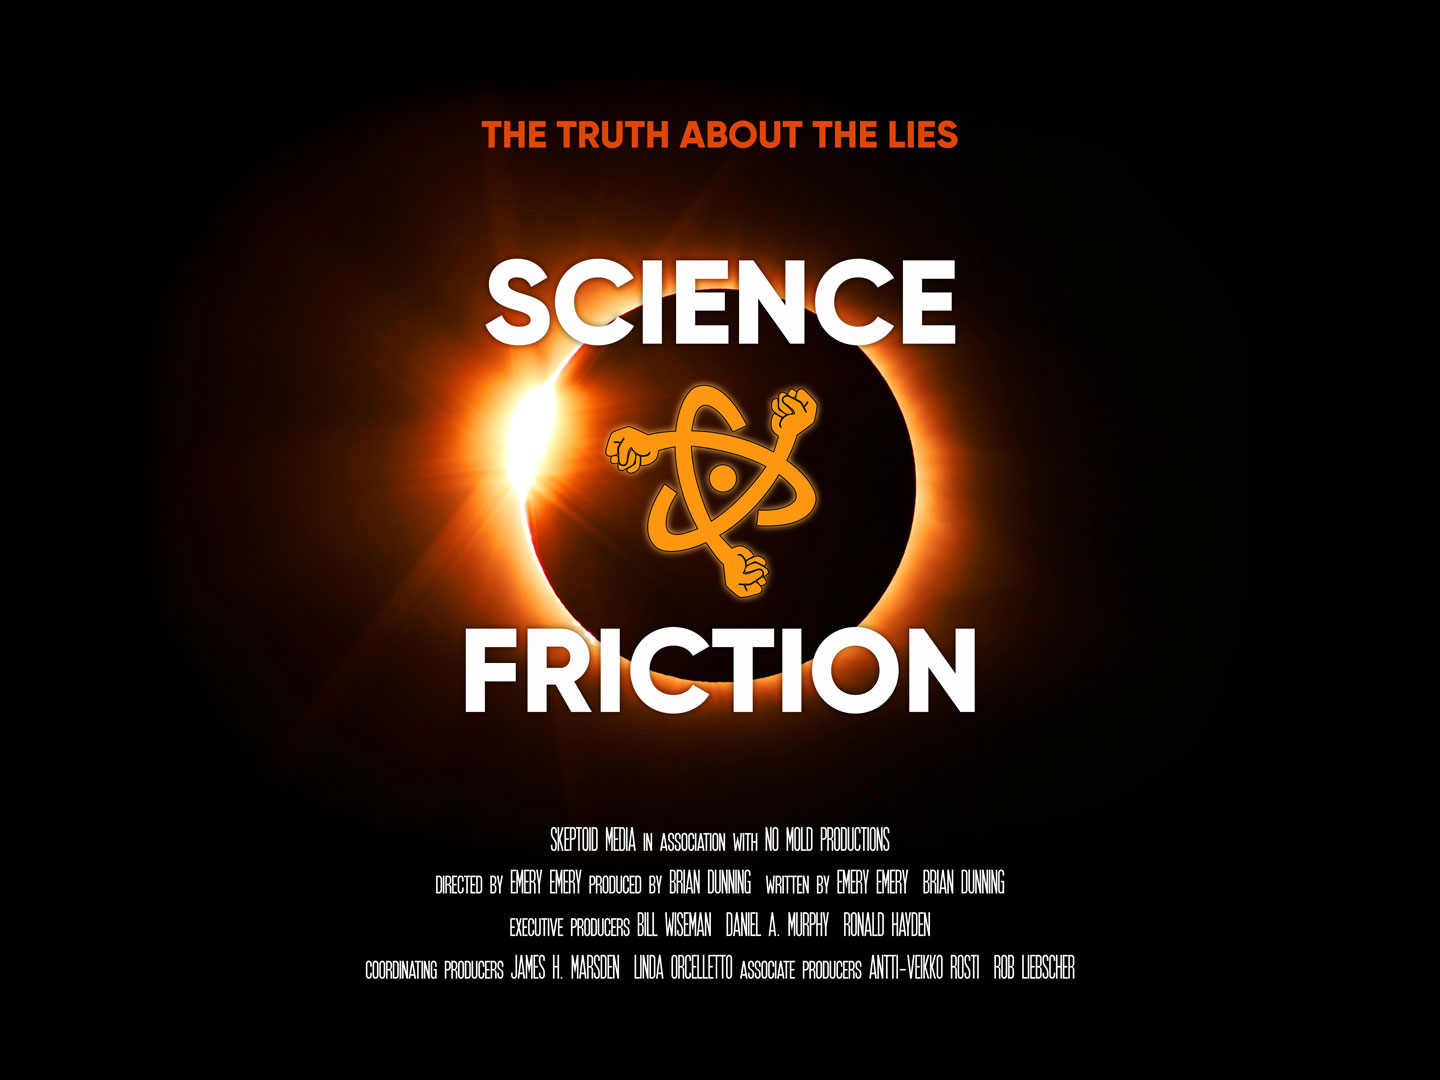 THE TRUTH ABOUT THE LIES
SCIENCE
FRICTION
SKEPTOID MEDIA IN ASSOCIATION WITH NO MOLD PRODUCTIONS
DIRECTED BY EMERY EMERY PRODUCED BY BRIAN DUNNING WRITTEN BY EMERY EMERY BRIAN DUNNING
EXECUTIVE PRODUCERS BILL WISEMAN DANIEL A. MURPHY RONALD HAYDEN
COORDINATING PRODUCERS JAMES H. MARSDEN LINDA ORCELLETTO ASSOCIATE PRODUCERS ANTTI-VEIKKO ROSTI ROB LIEBSCHER